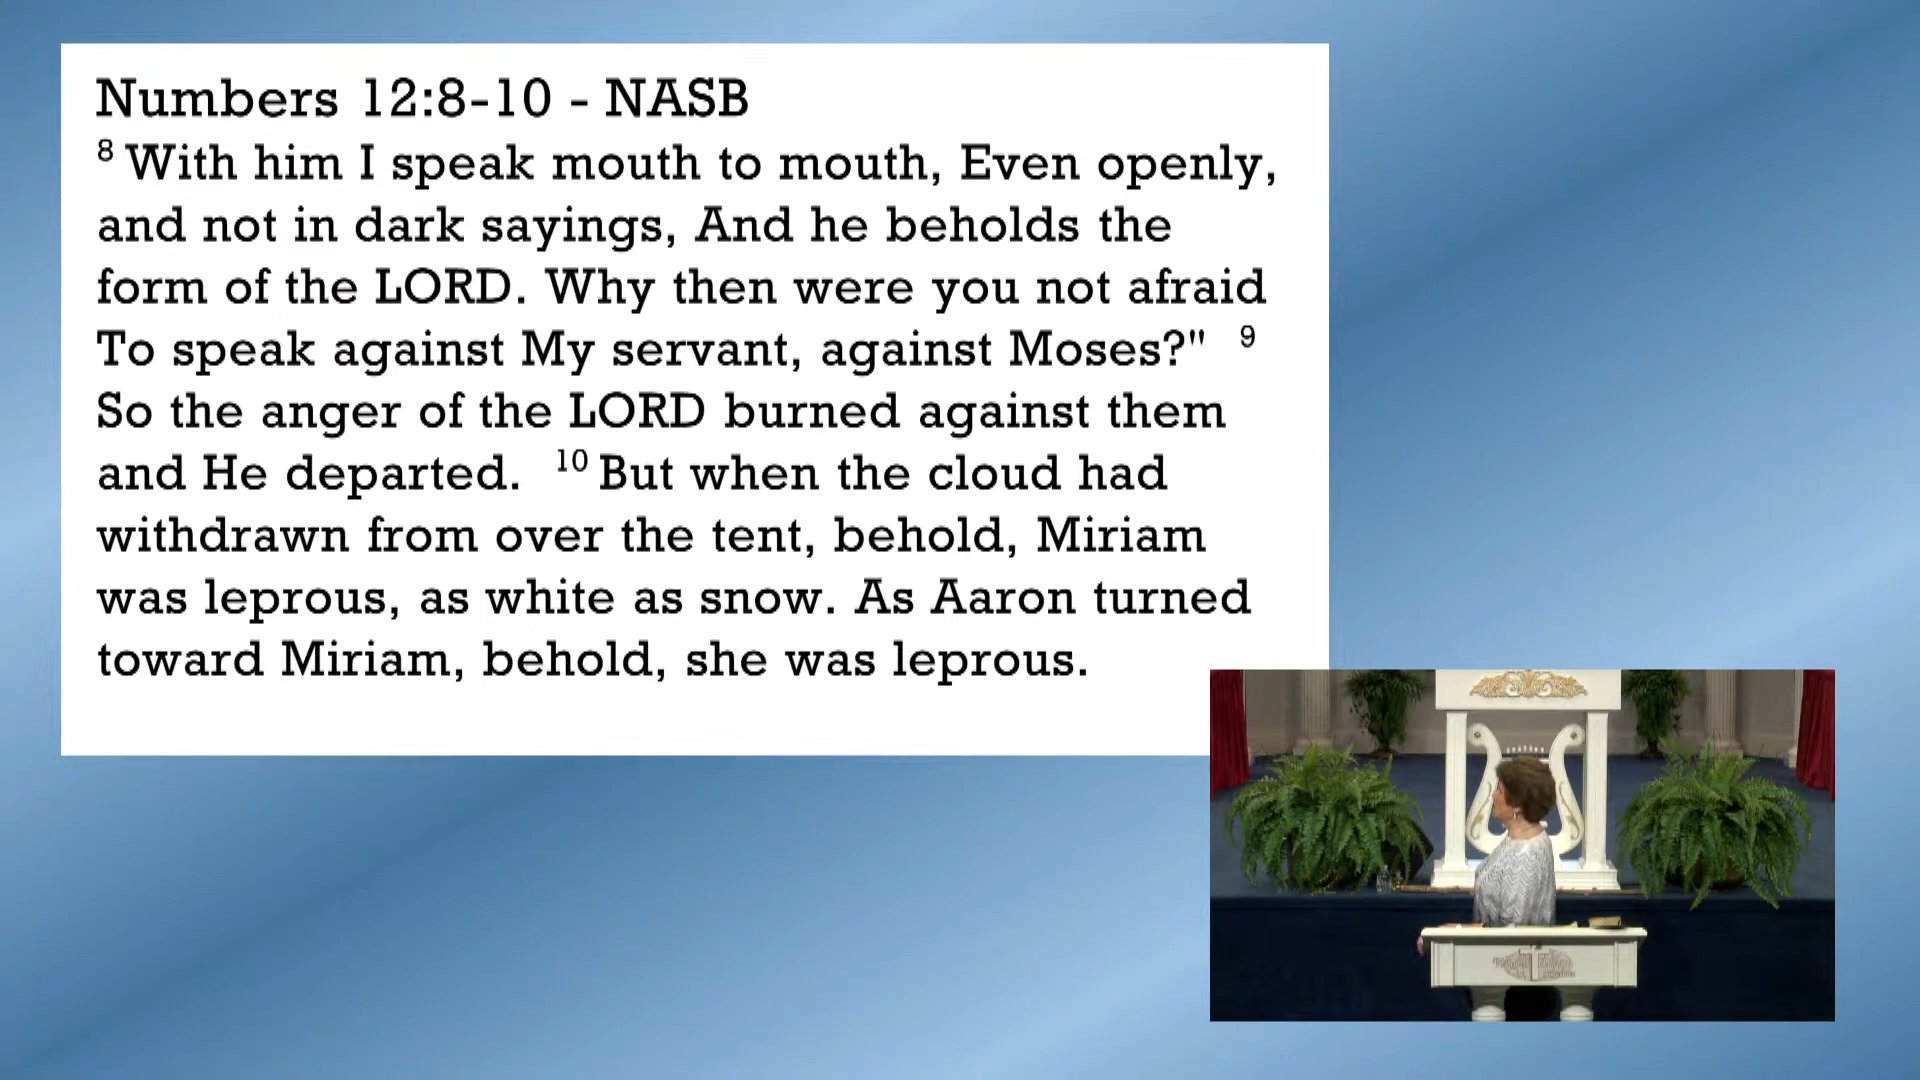 Numbers 12:8-10 - NASB
8 With him I speak mouth to mouth, Even openly,
and not in dark sayings, And he beholds the
form of the LORD. Why then were you not afraid
To speak against My servant, against Moses?" 9
So the anger of the LORD burned against them
and He departed. 10 But when the cloud had
withdrawn from over the tent, behold, Miriam
was leprous, as white as snow. As Aaron turned
toward Miriam, behold, she was leprous.